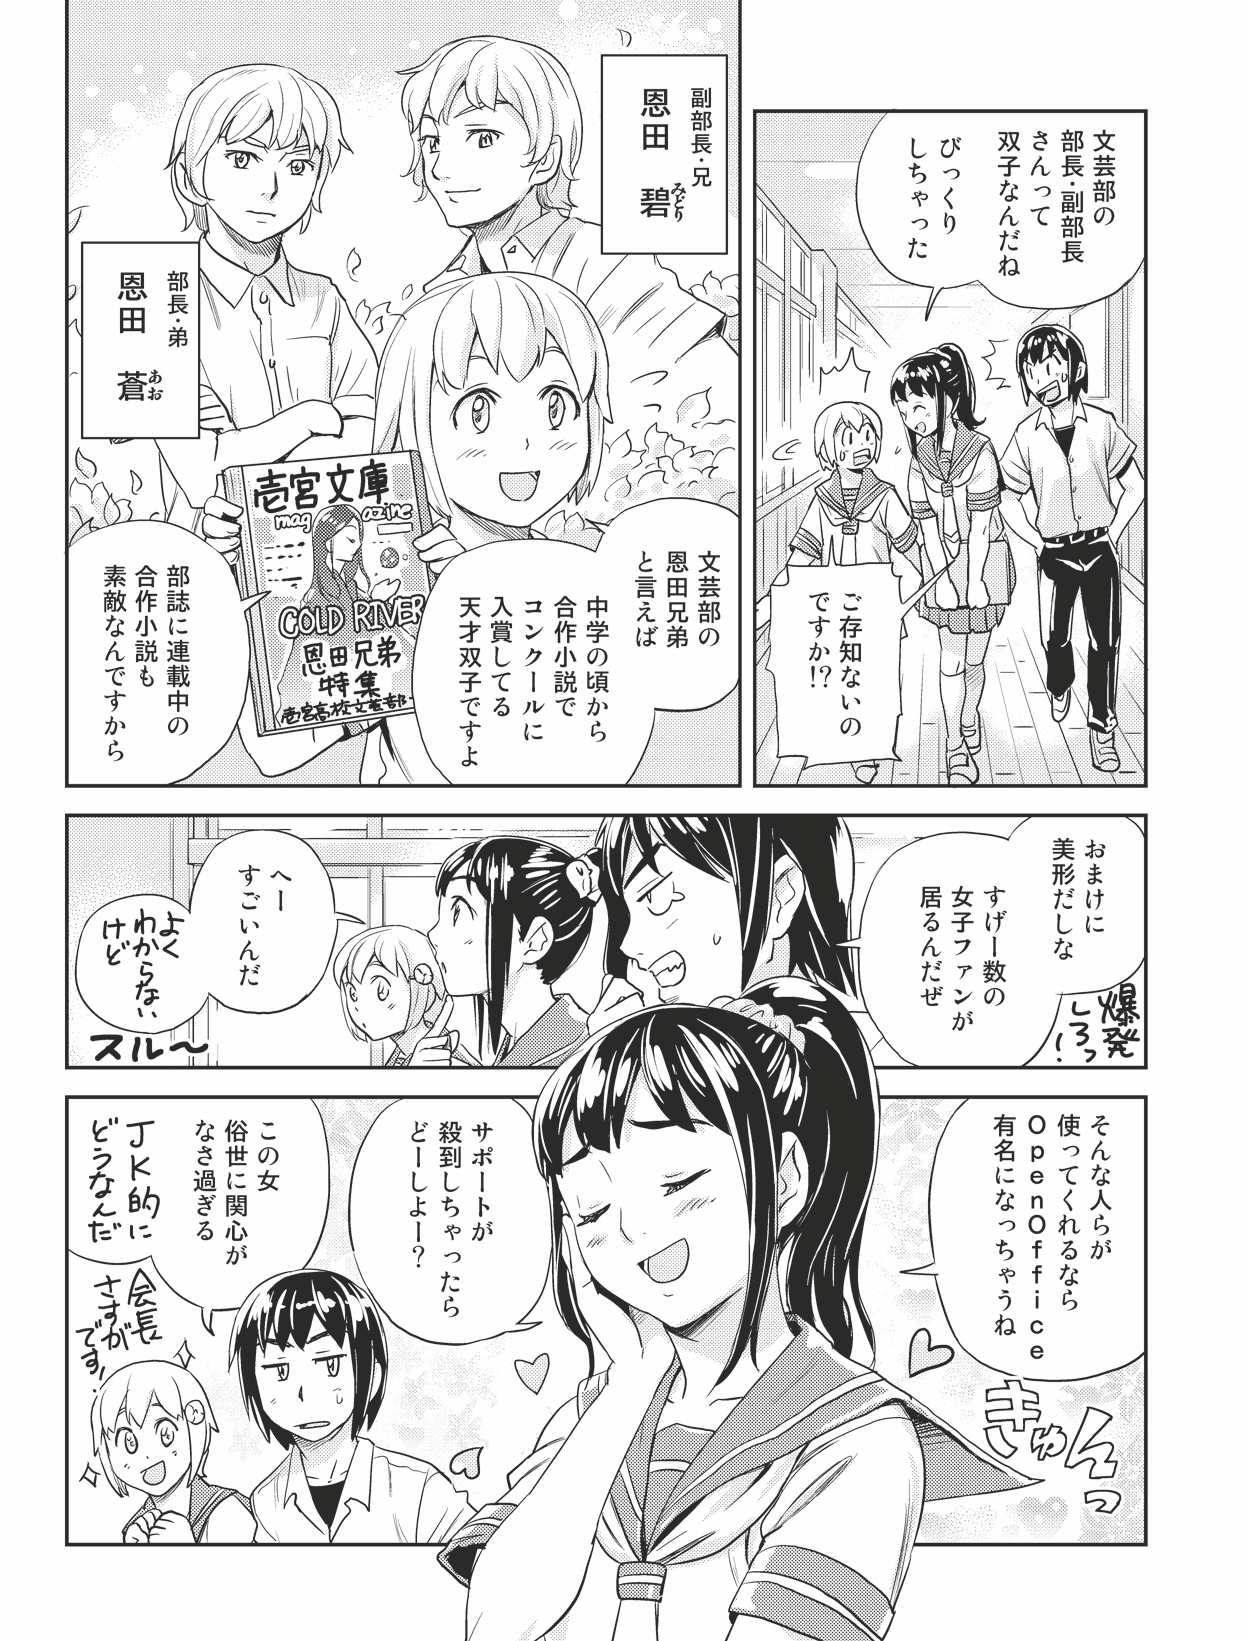 文芸部の
部長・副部長
さんって
双子なんだね
びっくり
しちゃった
ご存知ないの
ですか!?
副部長・兄
恩田 碧
みどり
部長・弟
恩田 蒼
あお
文芸部の
恩田兄弟
と言えば
中学の頃から
合作小説で
コンクールに
入賞してる
天才双子ですよ
壱宮文庫
magazine
COLD RIVER
恩田兄弟
特集
壱宮高校文芸部
部誌に連載中の
合作小説も
素敵なんですから
おまけに
美形だしな
すげー数の
女子ファンが
居るんだぜ
爆発
しろっ
!
へー
すごいんだ
よく
わからない
けど
スル〜
そんな人らが
使ってくれるなら
OpenOffice
有名になっちゃうね
きゅんっ
サポートが
殺到しちゃったら
どーしよー?
この女
俗世に関心が
なさ過ぎる
JK的に
どうなんだ
会長
さすが
です!